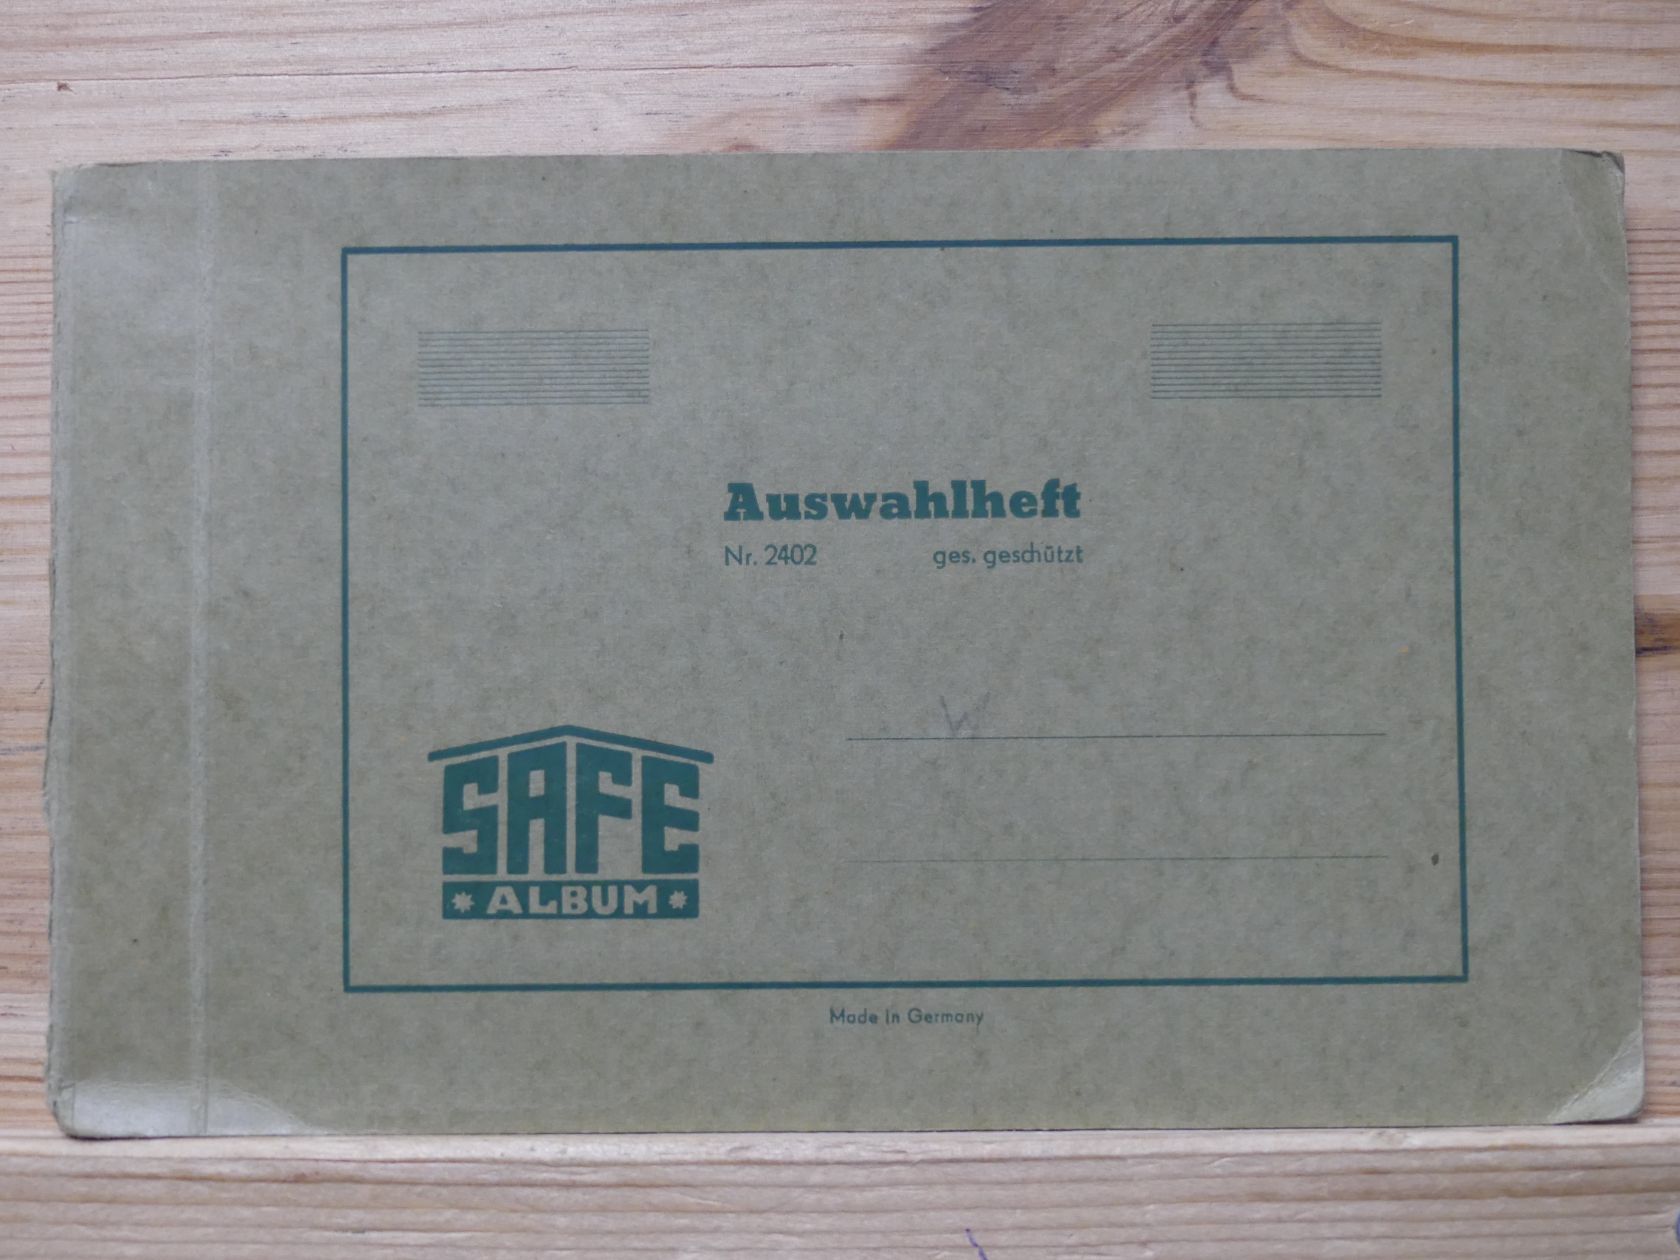 Auswahlheft
Nr. 2402 ges. geschützt
W
SAFE
ALBUM
Made in Germany